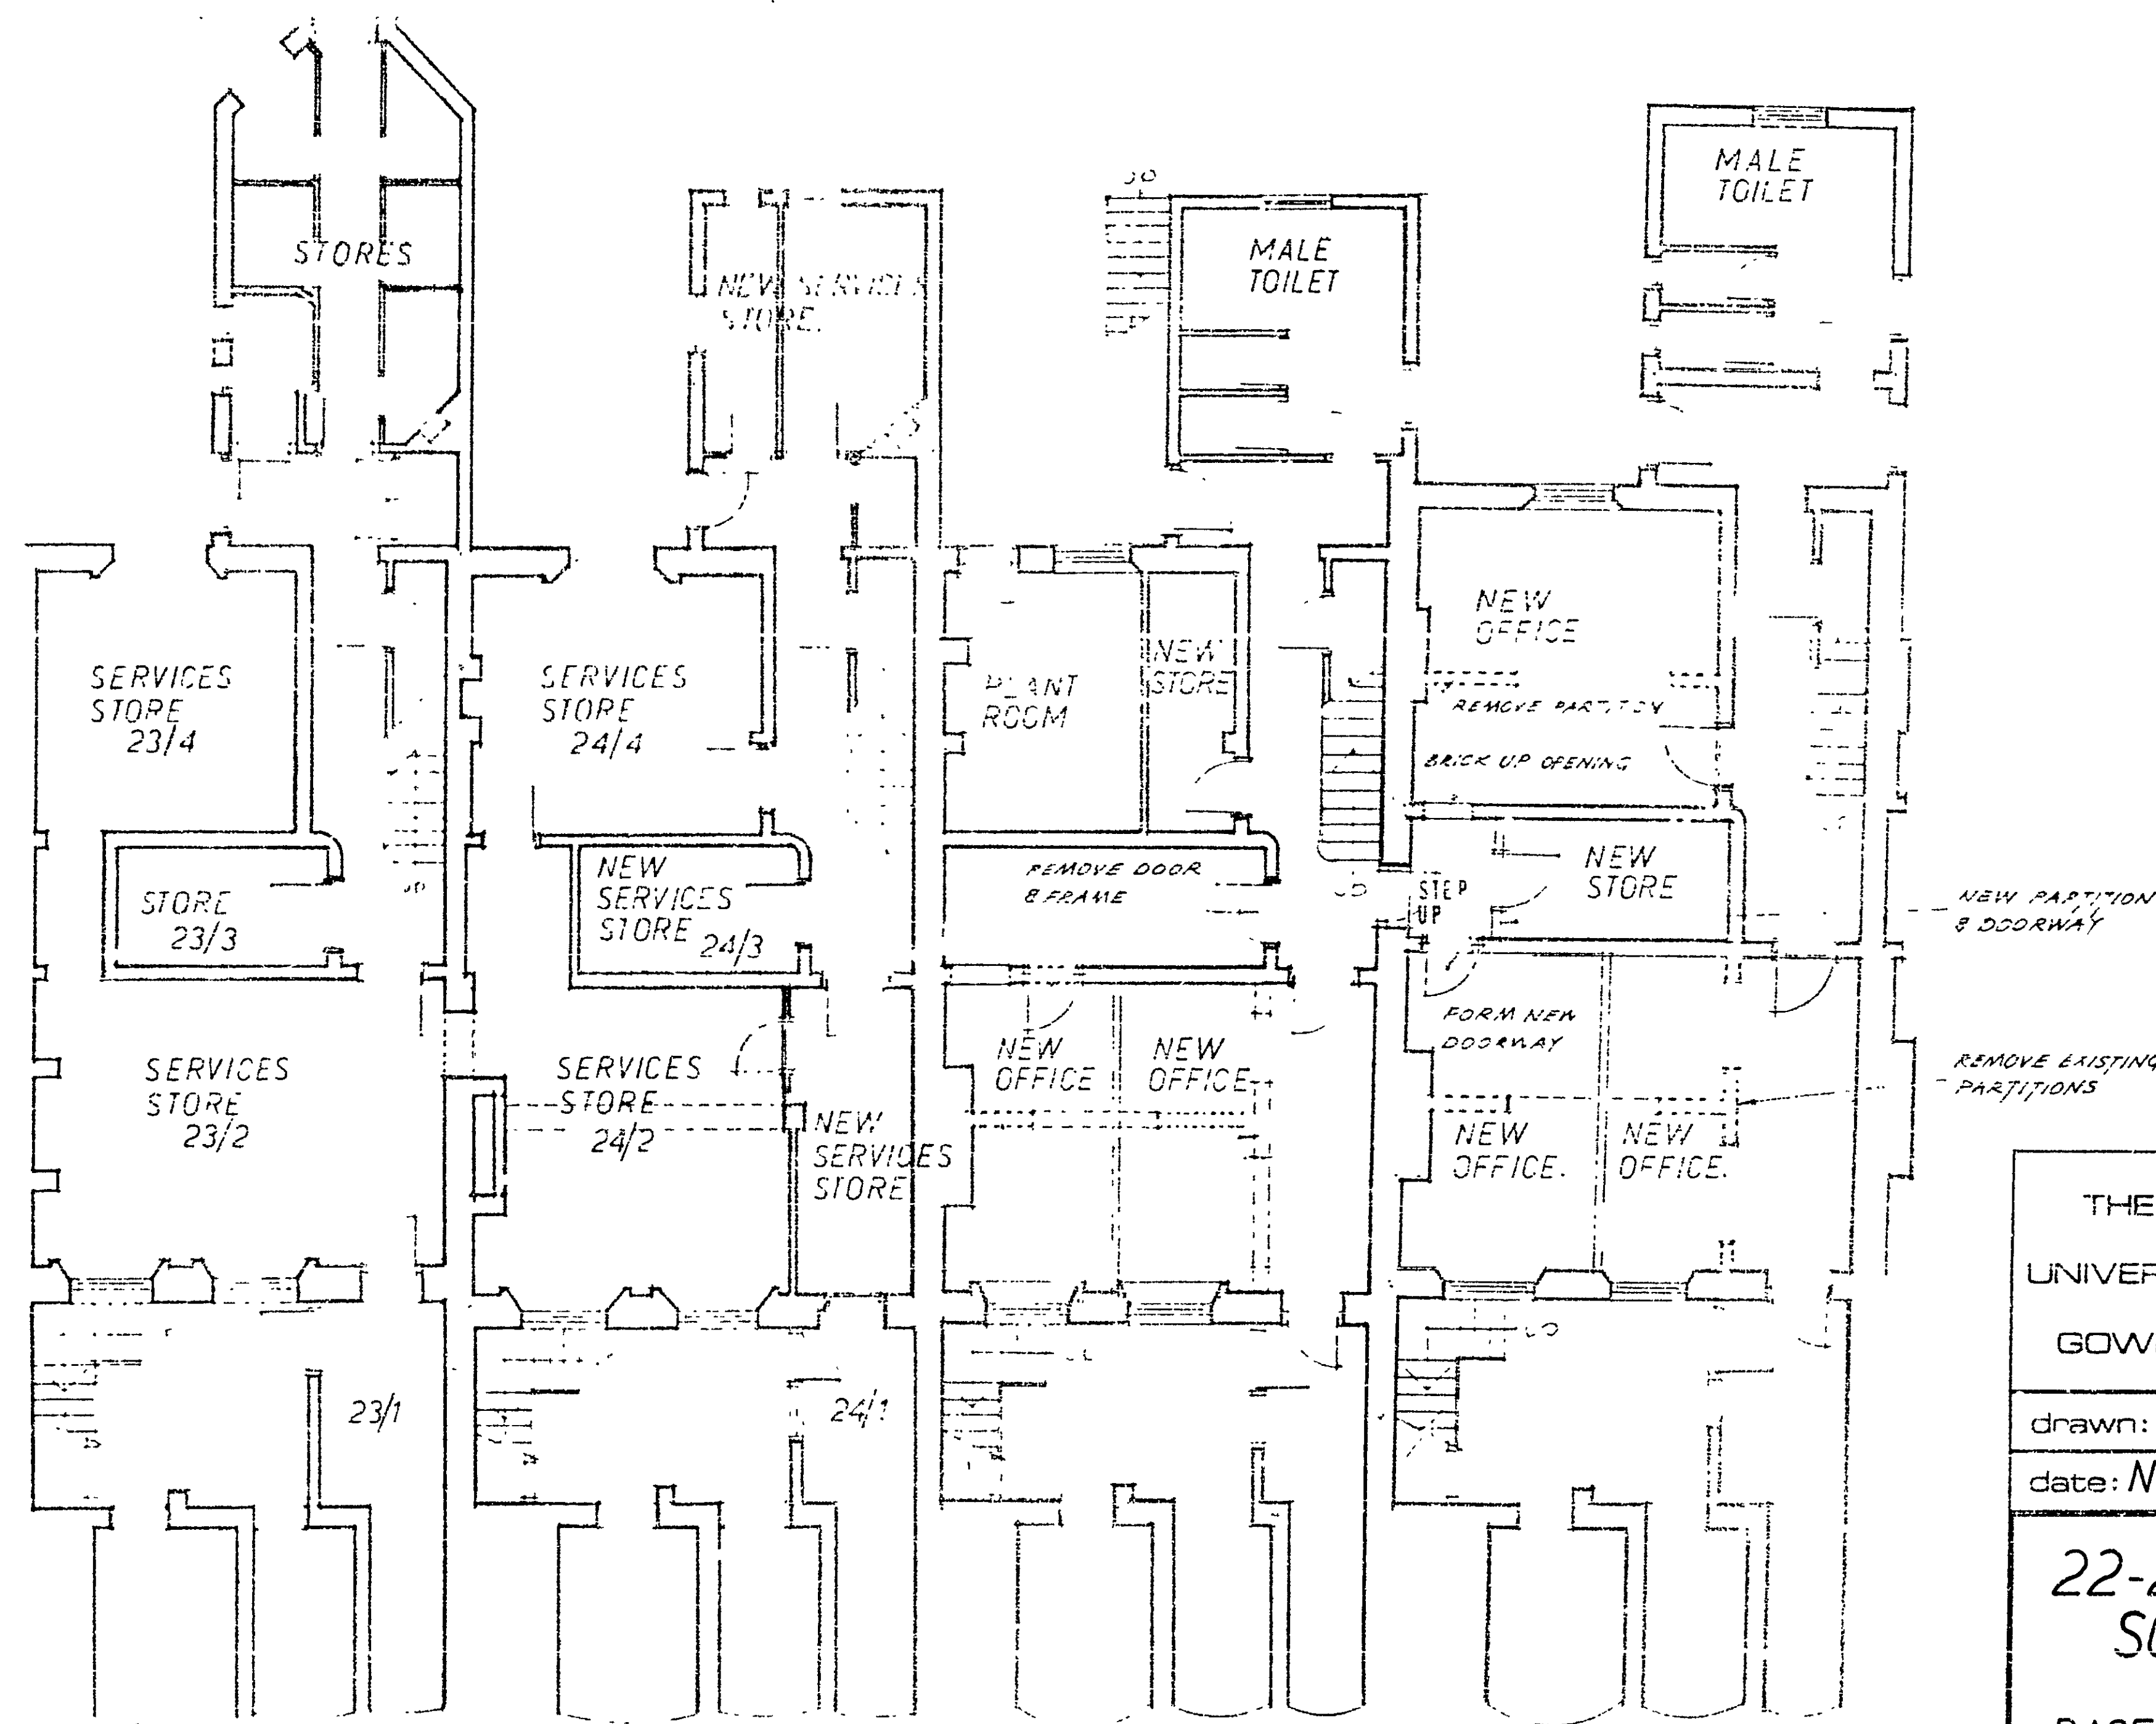 MALE
TOILET
STORES
MALE
TOILET
NEW SERVICES
STORE.
NEW
OFFICE
SERVICES
STORE
23/4
SERVICES
STORE
24/4
PLANT
ROOM
NEW
STORE
REMOVE PARTITION
BRICK UP OPENING
STORE
23/3
NEW
SERVICES
STORE 24/3
REMOVE DOOR
& FRAME
STEP
UP
NEW
STORE
NEW PARTITION
& DOORWAY
FORM NEW
DOORWAY
SERVICES
STORE
23/2
SERVICES
STORE
24/2
NEW
SERVICES
STORE
NEW
OFFICE
NEW
OFFICE
REMOVE EXISTING
PARTITIONS
NEW
OFFICE.
NEW
OFFICE.
23/1
24/1
THE
UNIVER
GOW
drawn:
date: N
22-2